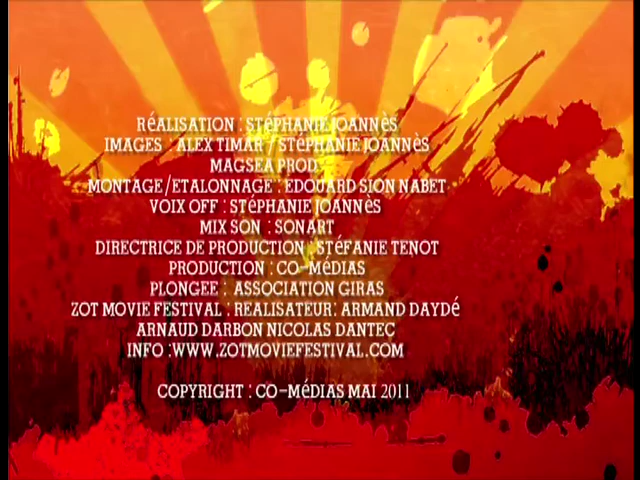 RéALISATION : STéPHANIE JOANNèS
IMAGES : ALEX TIMAR / STéPHANIE JOANNèS
MAGSEA PROD.
MONTAGE/ETALONNAGE : EDOUARD SION NABET
VOIX OFF : STéPHANIE JOANNèS
MIX SON : SONART
DIRECTRICE DE PRODUCTION : STéFANIE TENOT
PRODUCTION : CO-MéDIAS
PLONGEE : ASSOCIATION GIRAS
ZOT MOVIE FESTIVAL : REALISATEUR: ARMAND DAYDé
ARNAUD DARBON NICOLAS DANTEC
INFO :WWW.ZOTMOVIEFESTIVAL.COM
COPYRIGHT : CO-MéDIAS MAI 2011